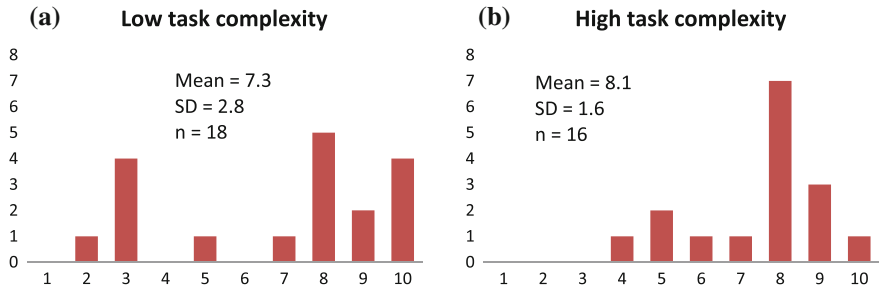 (a) Low task complexity
8
7
6
5
4
3
2
1
0
Mean = 7.3
SD = 2.8
n = 18
1 2 3 4 5 6 7 8 9 10
(b) High task complexity
8
7
6
5
4
3
2
1
0
Mean = 8.1
SD = 1.6
n = 16
1 2 3 4 5 6 7 8 9 10